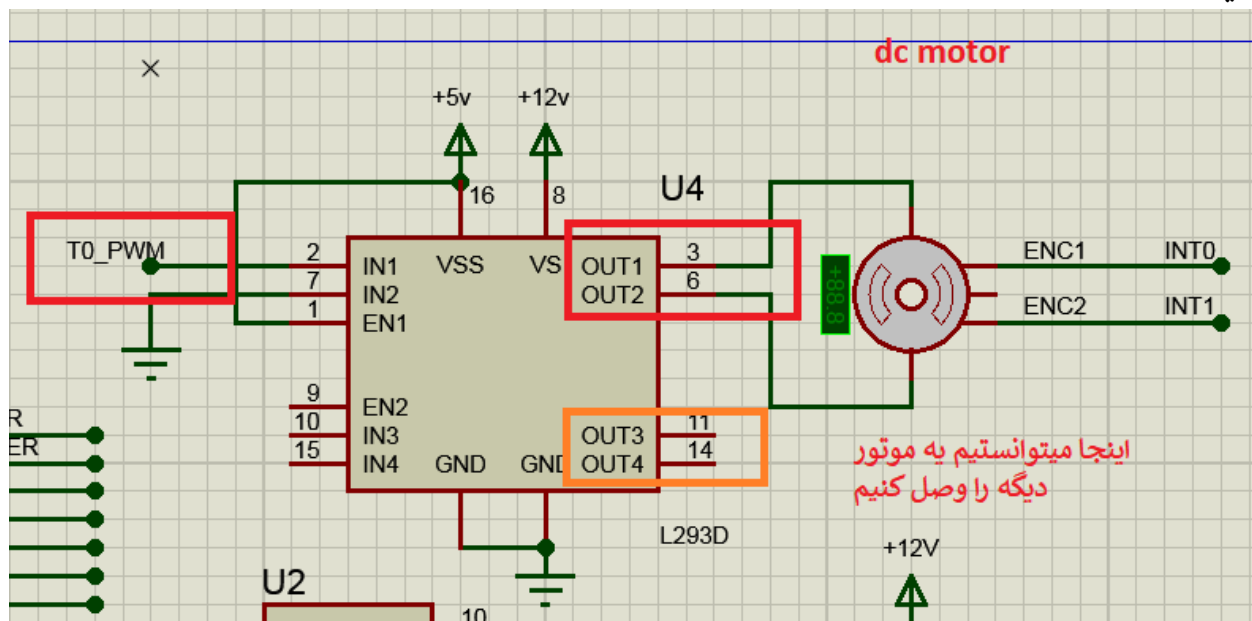 dc motor
+5v
+12v
16
8
U4
T0_PWM
2
IN1
VSS
VS
OUT1
3
ENC1
INT0
7
IN2
OUT2
6
+88.8
1
EN1
ENC2
INT1
9
EN2
R
10
IN3
OUT3
11
ER
15
IN4
GND
GND
OUT4
14
اینجا میتوانستیم یه موتور
دیگه را وصل کنیم
L293D
+12V
U2
10